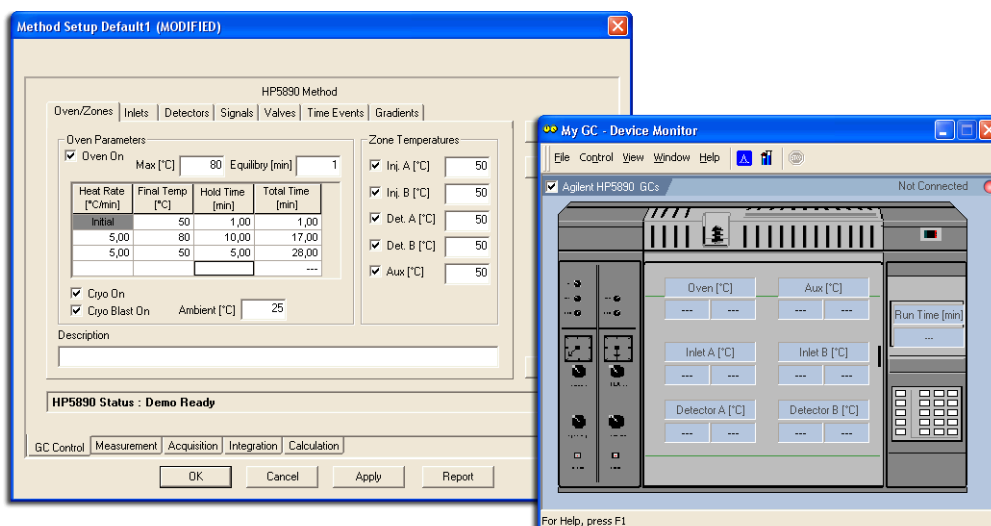 Method Setup Default1 (MODIFIED)
HP5890 Method
Oven/Zones Inlets Detectors Signals Valves Time Events Gradients
Oven Parameters
Oven On
Max [°C] 80 Equilibry [min] 1
Heat Rate [°C/min] Final Temp [°C] Hold Time [min] Total Time [min]
Initial 50 1,00 1,00
5,00 80 10,00 17,00
5,00 50 5,00 28,00
---
Cryo On
Cryo Blast On Ambient [°C] 25
Zone Temperatures
Inj. A [°C] 50
Inj. B [°C] 50
Det. A [°C] 50
Det. B [°C] 50
Aux [°C] 50
Description
HP5890 Status : Demo Ready
GC Control Measurement Acquisition Integration Calculation
OK Cancel Apply Report
My GC - Device Monitor
File Control View Window Help
Agilent HP5890 GCs Not Connected
Oven [°C] Aux [°C]
--- --- --- ---
Run Time [min]
---
Inlet A [°C] Inlet B [°C]
--- --- --- ---
Detector A [°C] Detector B [°C]
--- --- --- ---
For Help, press F1